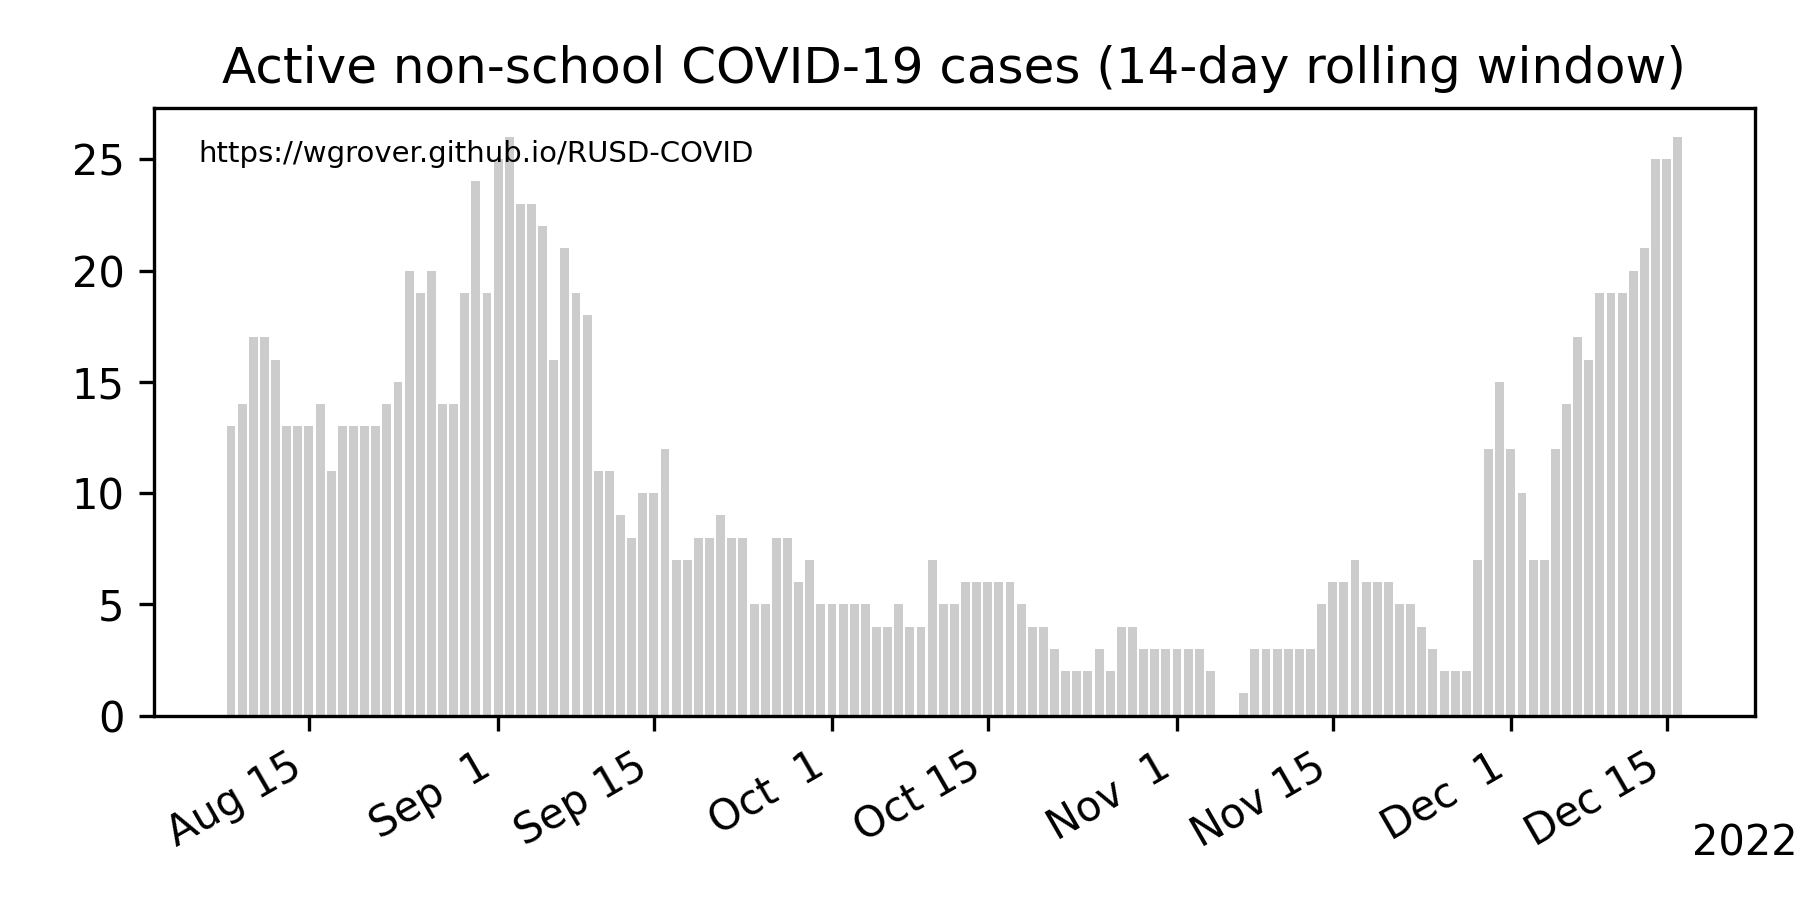 Active non-school COVID-19 cases (14-day rolling window)
https://wgrover.github.io/RUSD-COVID
25
20
15
10
5
0
Aug 15
Sep 1
Sep 15
Oct 1
Oct 15
Nov 1
Nov 15
Dec 1
Dec 15
2022